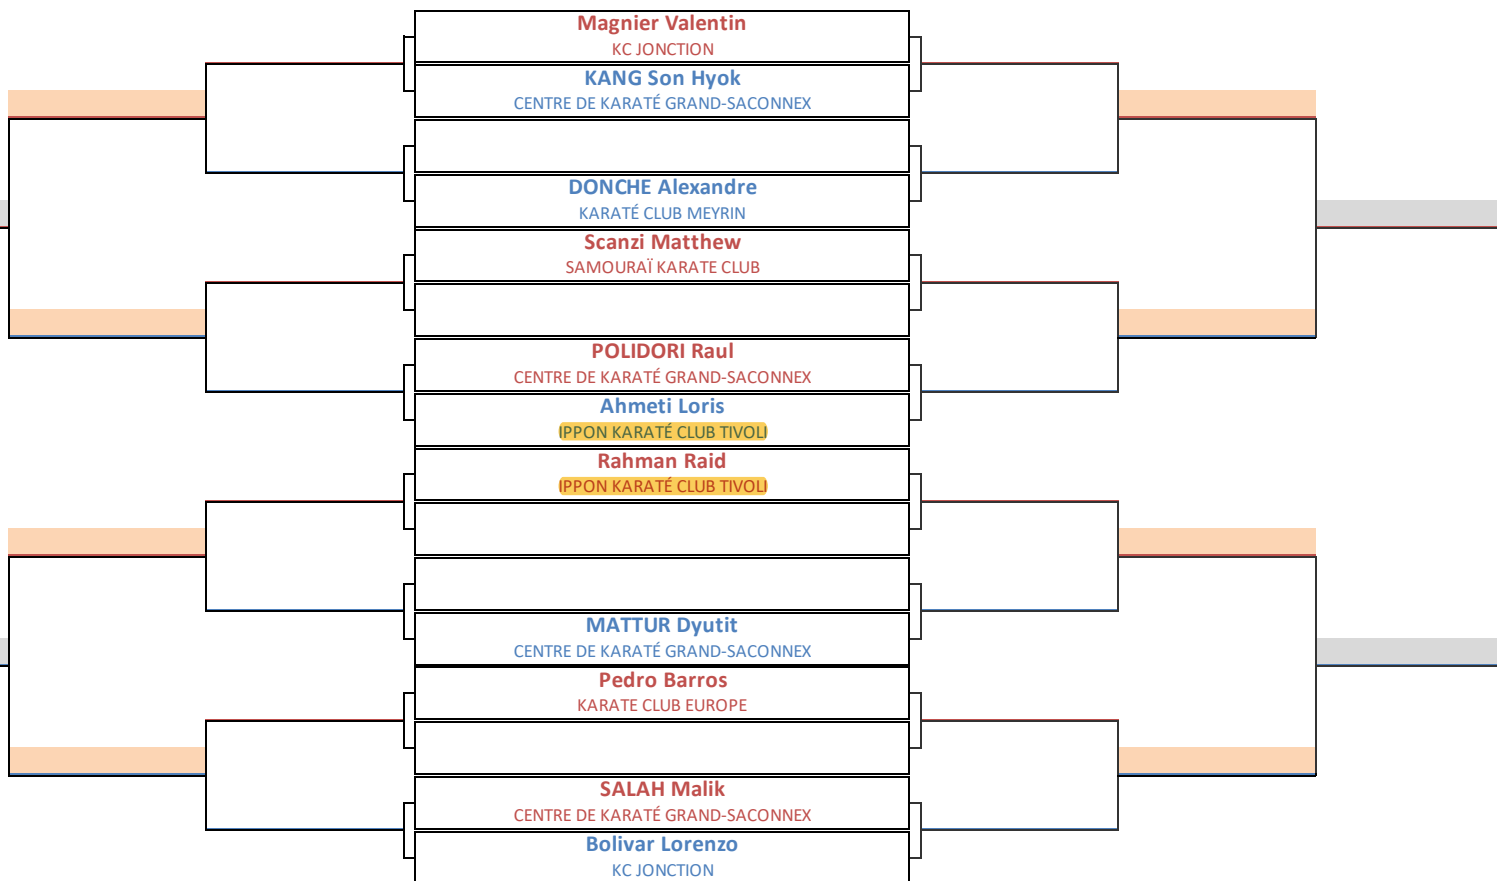 Magnier Valentin
KC JONCTION
KANG Son Hyok
CENTRE DE KARATÉ GRAND-SACONNEX
DONCHE Alexandre
KARATÉ CLUB MEYRIN
Scanzi Matthew
SAMOURAÏ KARATE CLUB
POLIDORI Raul
CENTRE DE KARATÉ GRAND-SACONNEX
Ahmeti Loris
IPPON KARATÉ CLUB TIVOLI
Rahman Raid
IPPON KARATÉ CLUB TIVOLI
MATTUR Dyutit
CENTRE DE KARATÉ GRAND-SACONNEX
Pedro Barros
KARATE CLUB EUROPE
SALAH Malik
CENTRE DE KARATÉ GRAND-SACONNEX
Bolivar Lorenzo
KC JONCTION